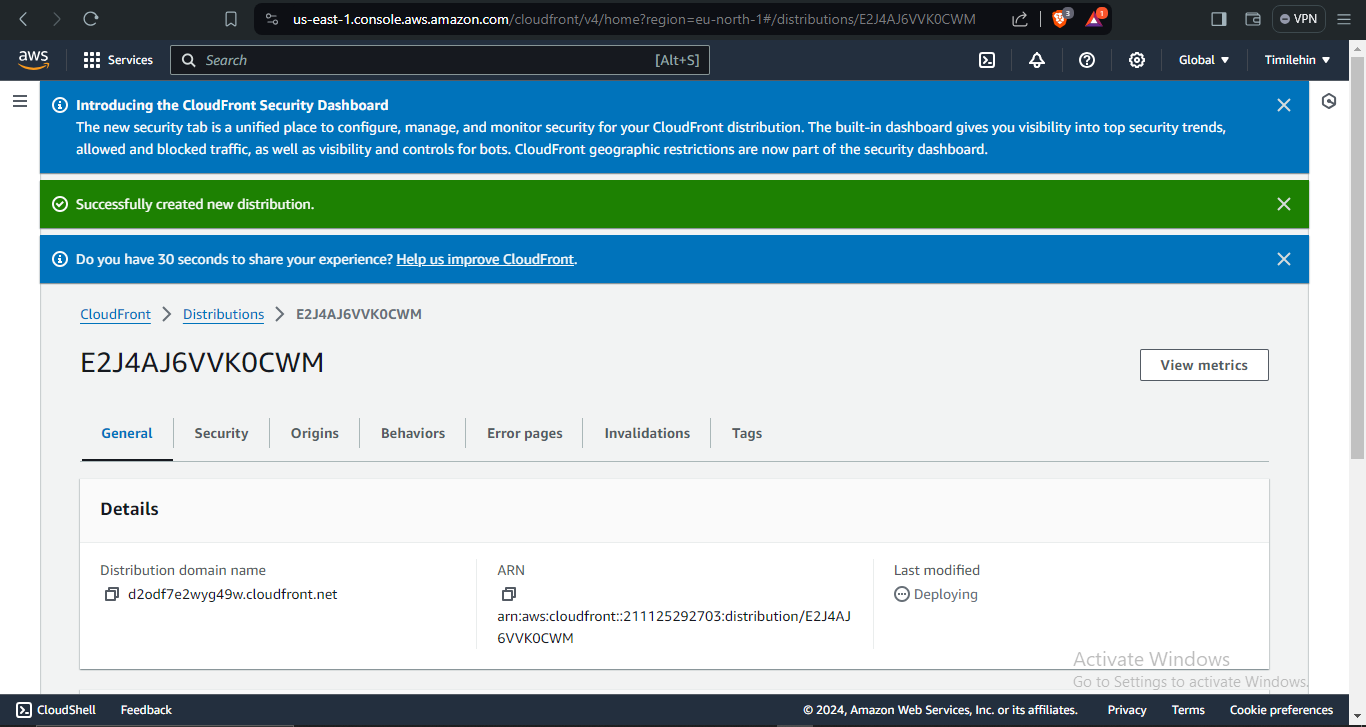 us-east-1.console.aws.amazon.com/cloudfront/v4/home?region=eu-north-1#/distributions/E2J4AJ6VVK0CWM
3
1
VPN
aws
Services
Search
[Alt+S]
Global
Timilehin
Introducing the CloudFront Security Dashboard
The new security tab is a unified place to configure, manage, and monitor security for your CloudFront distribution. The built-in dashboard gives you visibility into top security trends,
allowed and blocked traffic, as well as visibility and controls for bots. CloudFront geographic restrictions are now part of the security dashboard.
Successfully created new distribution.
Do you have 30 seconds to share your experience? Help us improve CloudFront.
CloudFront
Distributions
E2J4AJ6VVK0CWM
E2J4AJ6VVK0CWM
View metrics
General
Security
Origins
Behaviors
Error pages
Invalidations
Tags
Details
Distribution domain name
d2odf7e2wyg49w.cloudfront.net
ARN
arn:aws:cloudfront::211125292703:distribution/E2J4AJ
6VVK0CWM
Last modified
Deploying
Activate Windows
Go to Settings to activate Windows.
CloudShell
Feedback
© 2024, Amazon Web Services, Inc. or its affiliates.
Privacy
Terms
Cookie preferences